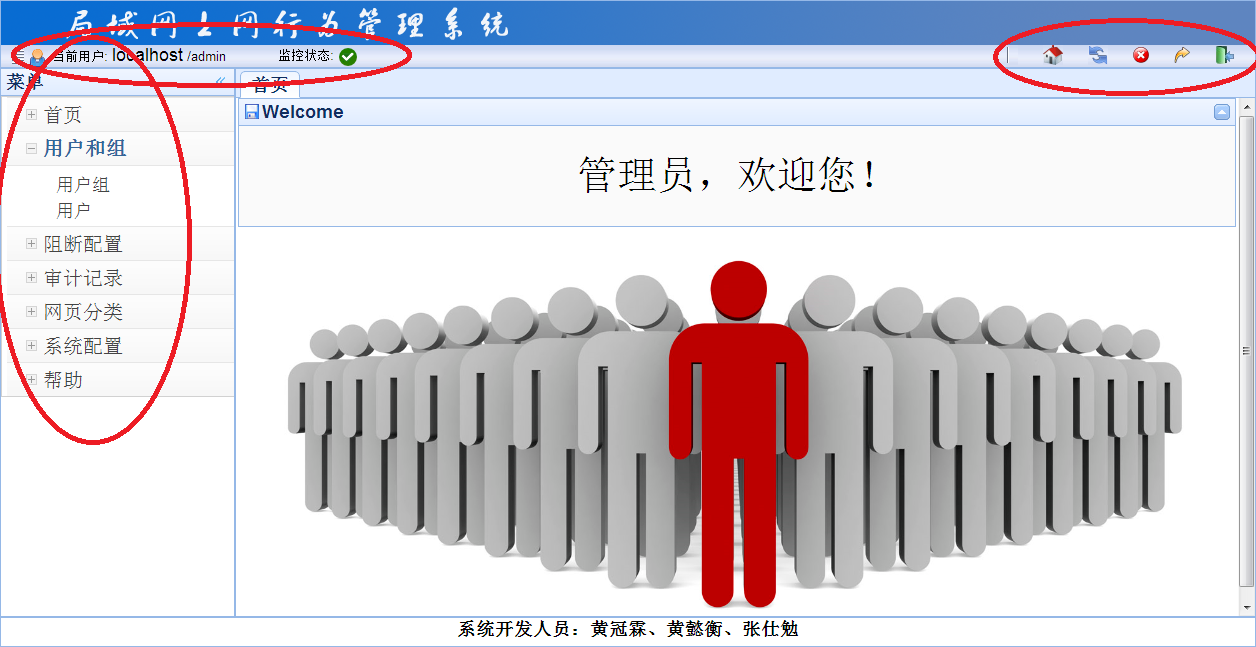 局域网上网行为管理系统
当前用户: localhost /admin 监控状态:
菜单 «
首页
Welcome
首页
用户和组
用户组
用户
阻断配置
审计记录
网页分类
系统配置
帮助
管理员，欢迎您！
系统开发人员：黄冠霖、黄懿衡、张仕勉